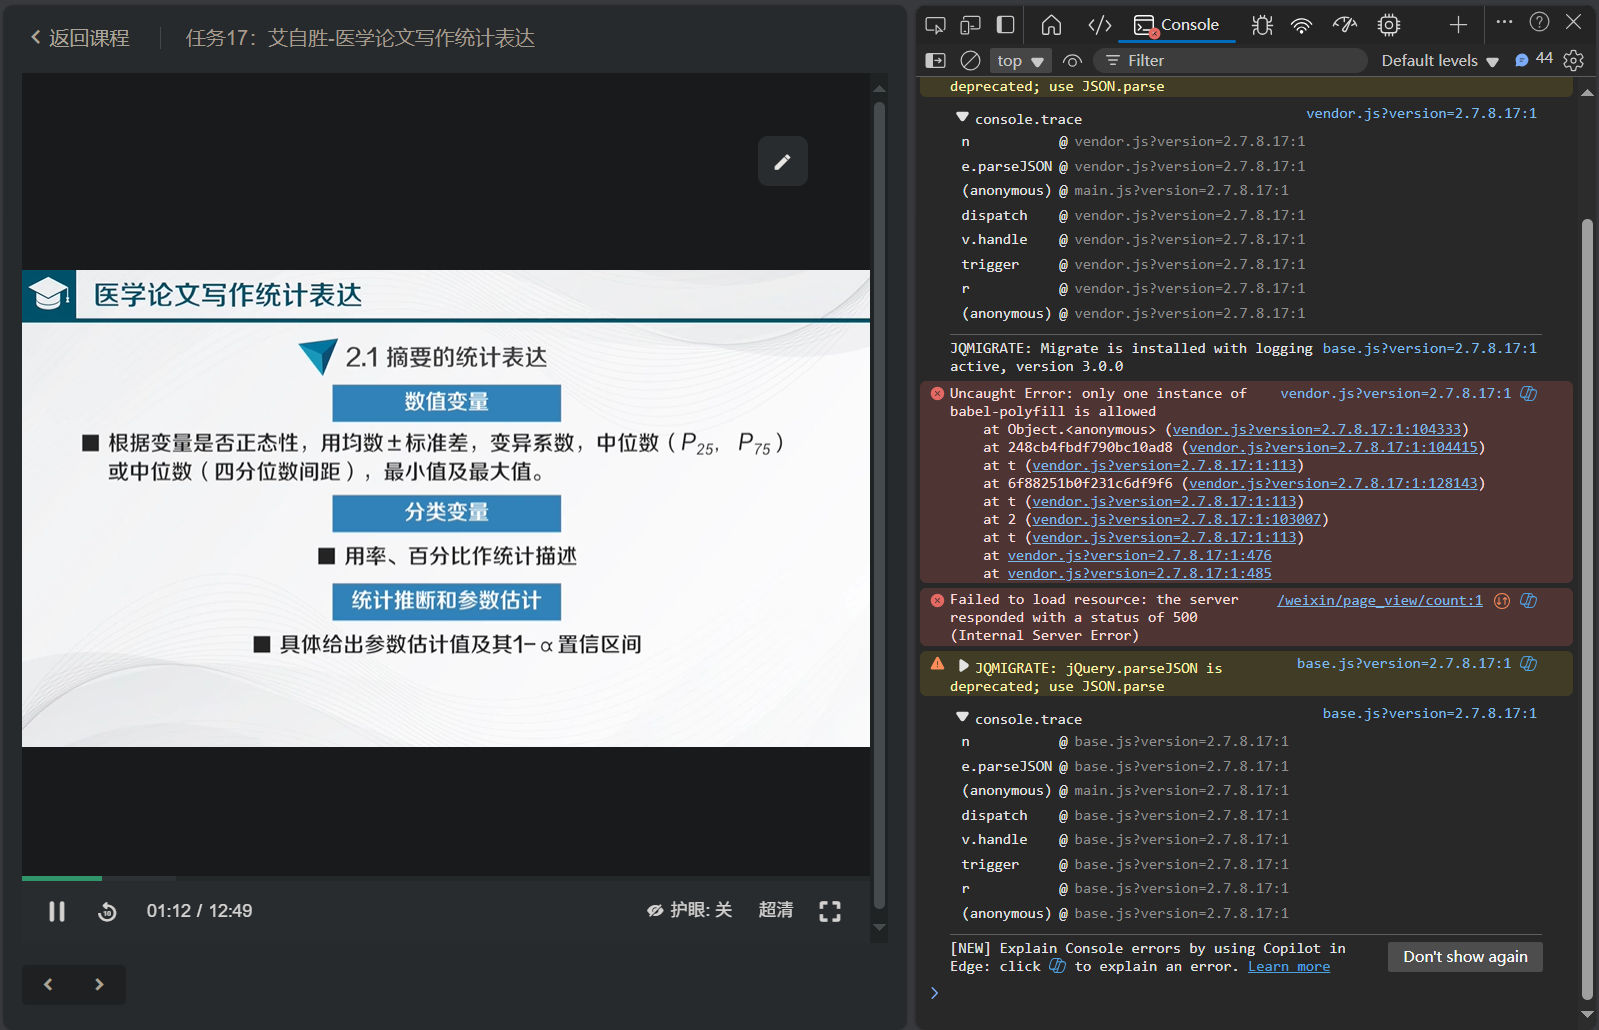 返回课程
任务17：艾自胜-医学论文写作统计表达
医学论文写作统计表达
2.1 摘要的统计表达
数值变量
■ 根据变量是否正态性，用均数±标准差，变异系数，中位数（P25， P75）
或中位数（四分位数间距），最小值及最大值。
分类变量
■ 用率、百分比作统计描述
统计推断和参数估计
■ 具体给出参数估计值及其1-α置信区间
10
01:12 / 12:49
护眼: 关
超清
Console
top
Filter
Default levels
44
deprecated; use JSON.parse
console.trace vendor.js?version=2.7.8.17:1
n @ vendor.js?version=2.7.8.17:1
e.parseJSON @ vendor.js?version=2.7.8.17:1
(anonymous) @ main.js?version=2.7.8.17:1
dispatch @ vendor.js?version=2.7.8.17:1
v.handle @ vendor.js?version=2.7.8.17:1
trigger @ vendor.js?version=2.7.8.17:1
r @ vendor.js?version=2.7.8.17:1
(anonymous) @ vendor.js?version=2.7.8.17:1
JQMIGRATE: Migrate is installed with logging base.js?version=2.7.8.17:1
active, version 3.0.0
Uncaught Error: only one instance of vendor.js?version=2.7.8.17:1
babel-polyfill is allowed
at Object.<anonymous> (vendor.js?version=2.7.8.17:1:104333)
at 248cb4fbdf790bc10ad8 (vendor.js?version=2.7.8.17:1:104415)
at t (vendor.js?version=2.7.8.17:1:113)
at 6f88251b0f231c6df9f6 (vendor.js?version=2.7.8.17:1:128143)
at t (vendor.js?version=2.7.8.17:1:113)
at 2 (vendor.js?version=2.7.8.17:1:103007)
at t (vendor.js?version=2.7.8.17:1:113)
at vendor.js?version=2.7.8.17:1:476
at vendor.js?version=2.7.8.17:1:485
Failed to load resource: the server /weixin/page_view/count:1
responded with a status of 500
(Internal Server Error)
JQMIGRATE: jQuery.parseJSON is base.js?version=2.7.8.17:1
deprecated; use JSON.parse
console.trace base.js?version=2.7.8.17:1
n @ base.js?version=2.7.8.17:1
e.parseJSON @ base.js?version=2.7.8.17:1
(anonymous) @ main.js?version=2.7.8.17:1
dispatch @ base.js?version=2.7.8.17:1
v.handle @ base.js?version=2.7.8.17:1
trigger @ base.js?version=2.7.8.17:1
r @ base.js?version=2.7.8.17:1
(anonymous) @ base.js?version=2.7.8.17:1
[NEW] Explain Console errors by using Copilot in
Edge: click to explain an error. Learn more
Don't show again